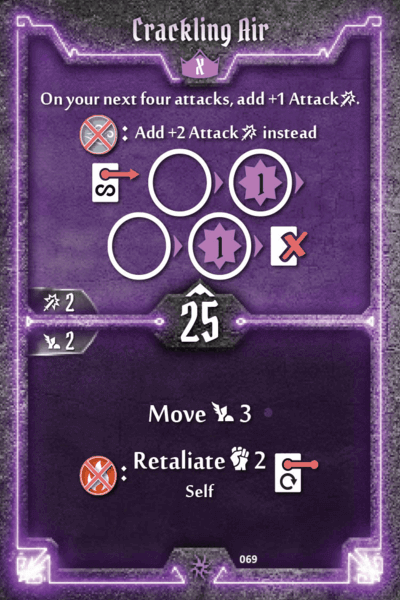 Crackling Air
X
On your next four attacks, add +1 Attack.
: Add +2 Attack instead
1
1
2
25
2
Move 3
: Retaliate 2
Self
069